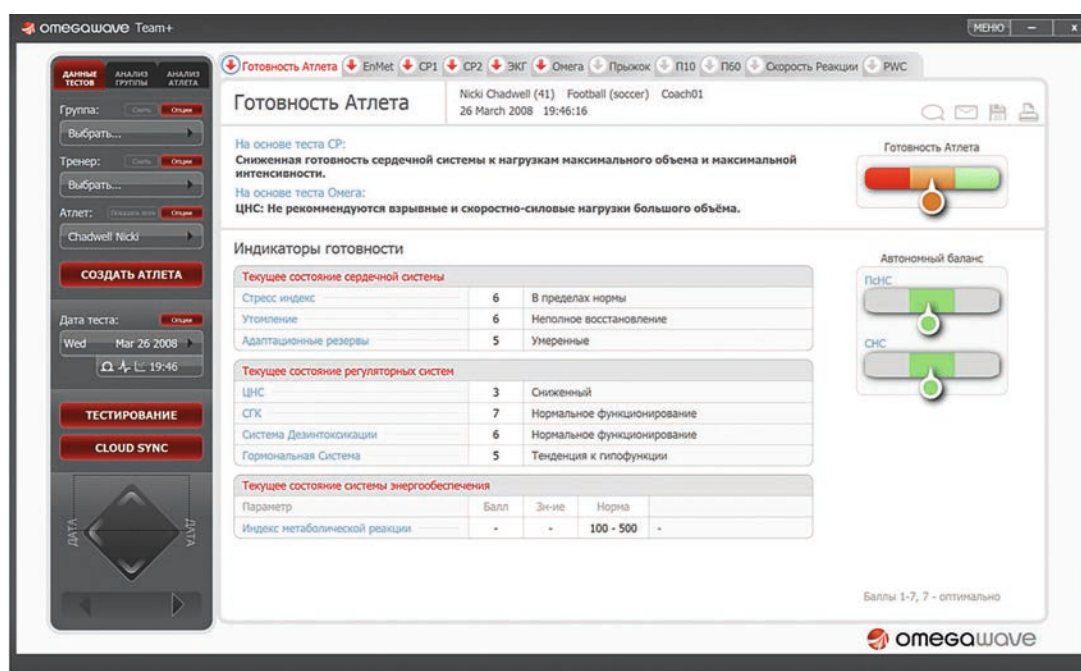 omegawave Team+
МЕНЮ – x
ДАННЫЕ ТЕСТОВ
АНАЛИЗ ГРУППЫ
АНАЛИЗ АТЛЕТА
Готовность Атлета EnMet СР1 СР2 ЭКГ Омега Прыжок П10 П60 Скорость Реакции PWC
Группа: Опции
Выбрать...
Тренер: Опции
Выбрать...
Атлет: Показать всех Опции
Chadwell Nicki
СОЗДАТЬ АТЛЕТА
Дата теста: Опции
Wed Mar 26 2008
Ω 19:46
ТЕСТИРОВАНИЕ
CLOUD SYNC
ДАТА
ДАТА
Готовность Атлета
Nicki Chadwell (41) Football (soccer) Coach01
26 March 2008 19:46:16
На основе теста СР:
Сниженная готовность сердечной системы к нагрузкам максимального объема и максимальной
интенсивности.
На основе теста Омега:
ЦНС: Не рекомендуются взрывные и скоростно-силовые нагрузки большого объёма.
Готовность Атлета
Индикаторы готовности
Текущее состояние сердечной системы
Стресс индекс 6 В пределах нормы
Утомление 6 Неполное восстановление
Адаптационные резервы 5 Умеренные
Текущее состояние регуляторных систем
ЦНС 3 Сниженный
СГК 7 Нормальное функционирование
Система Дезинтоксикации 6 Нормальное функционирование
Гормональная Система 5 Тенденция к гипофункции
Текущее состояние системы энергообеспечения
Параметр Балл Зн-ие Норма
Индекс метаболической реакции - - 100 - 500 -
Автономный баланс
ПсНС
СНС
Баллы 1-7, 7 - оптимально
omegawave